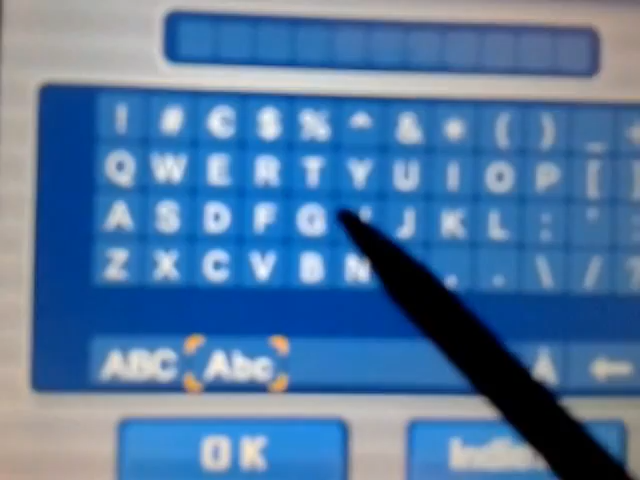 ! # € $ % ^ & * ( ) _
Q W E R T Y U I O P [
A S D F G J K L : '
Z X C V B N , . \ / ?
ABC Abc Å ←
OK